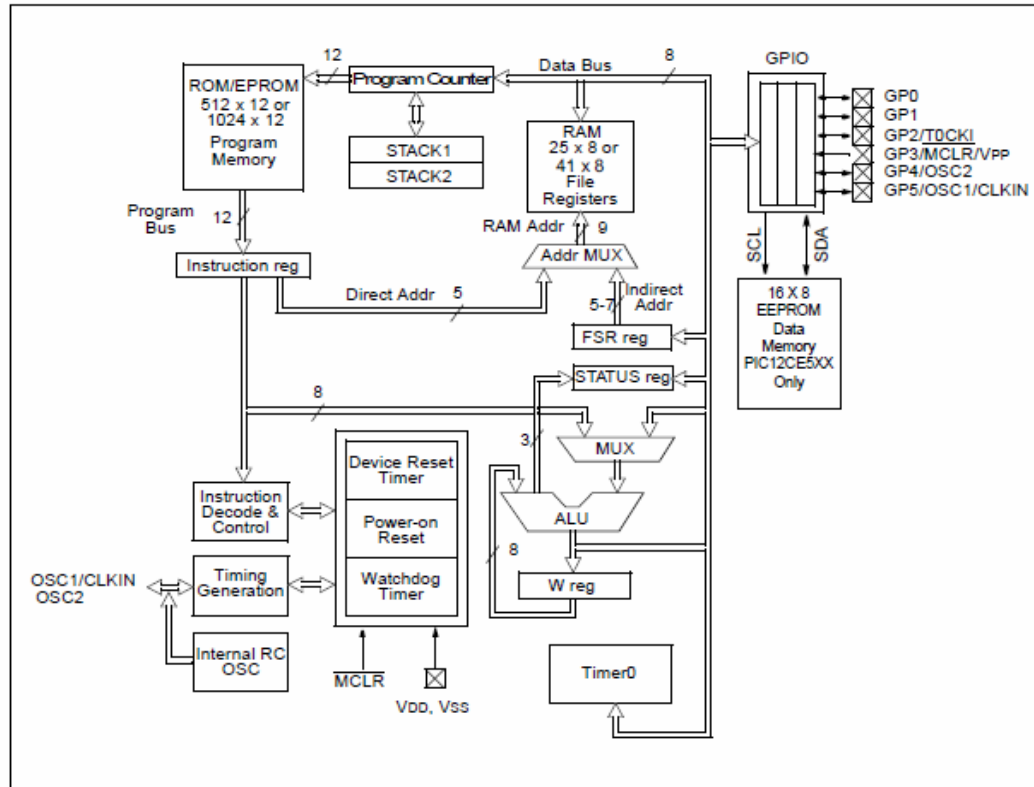 12
Data Bus
8
GPIO
ROM/EPROM
512 x 12 or
1024 x 12
Program
Memory
Program Counter
STACK1
STACK2
RAM
25 x 8 or
41 x 8
File
Registers
GP0
GP1
GP2/T0CKI
GP3/MCLR/VPP
GP4/OSC2
GP5/OSC1/CLKIN
Program
Bus
12
RAM Addr
9
SCL
SDA
Instruction reg
Addr MUX
Direct Addr
5
5-7
Indirect
Addr
FSR reg
16 X 8
EEPROM
Data
Memory
PIC12CE5XX
Only
STATUS reg
8
3
MUX
Device Reset
Timer
Instruction
Decode &
Control
Power-on
Reset
ALU
8
OSC1/CLKIN
OSC2
Timing
Generation
Watchdog
Timer
W reg
Internal RC
OSC
MCLR
VDD, VSS
Timer0